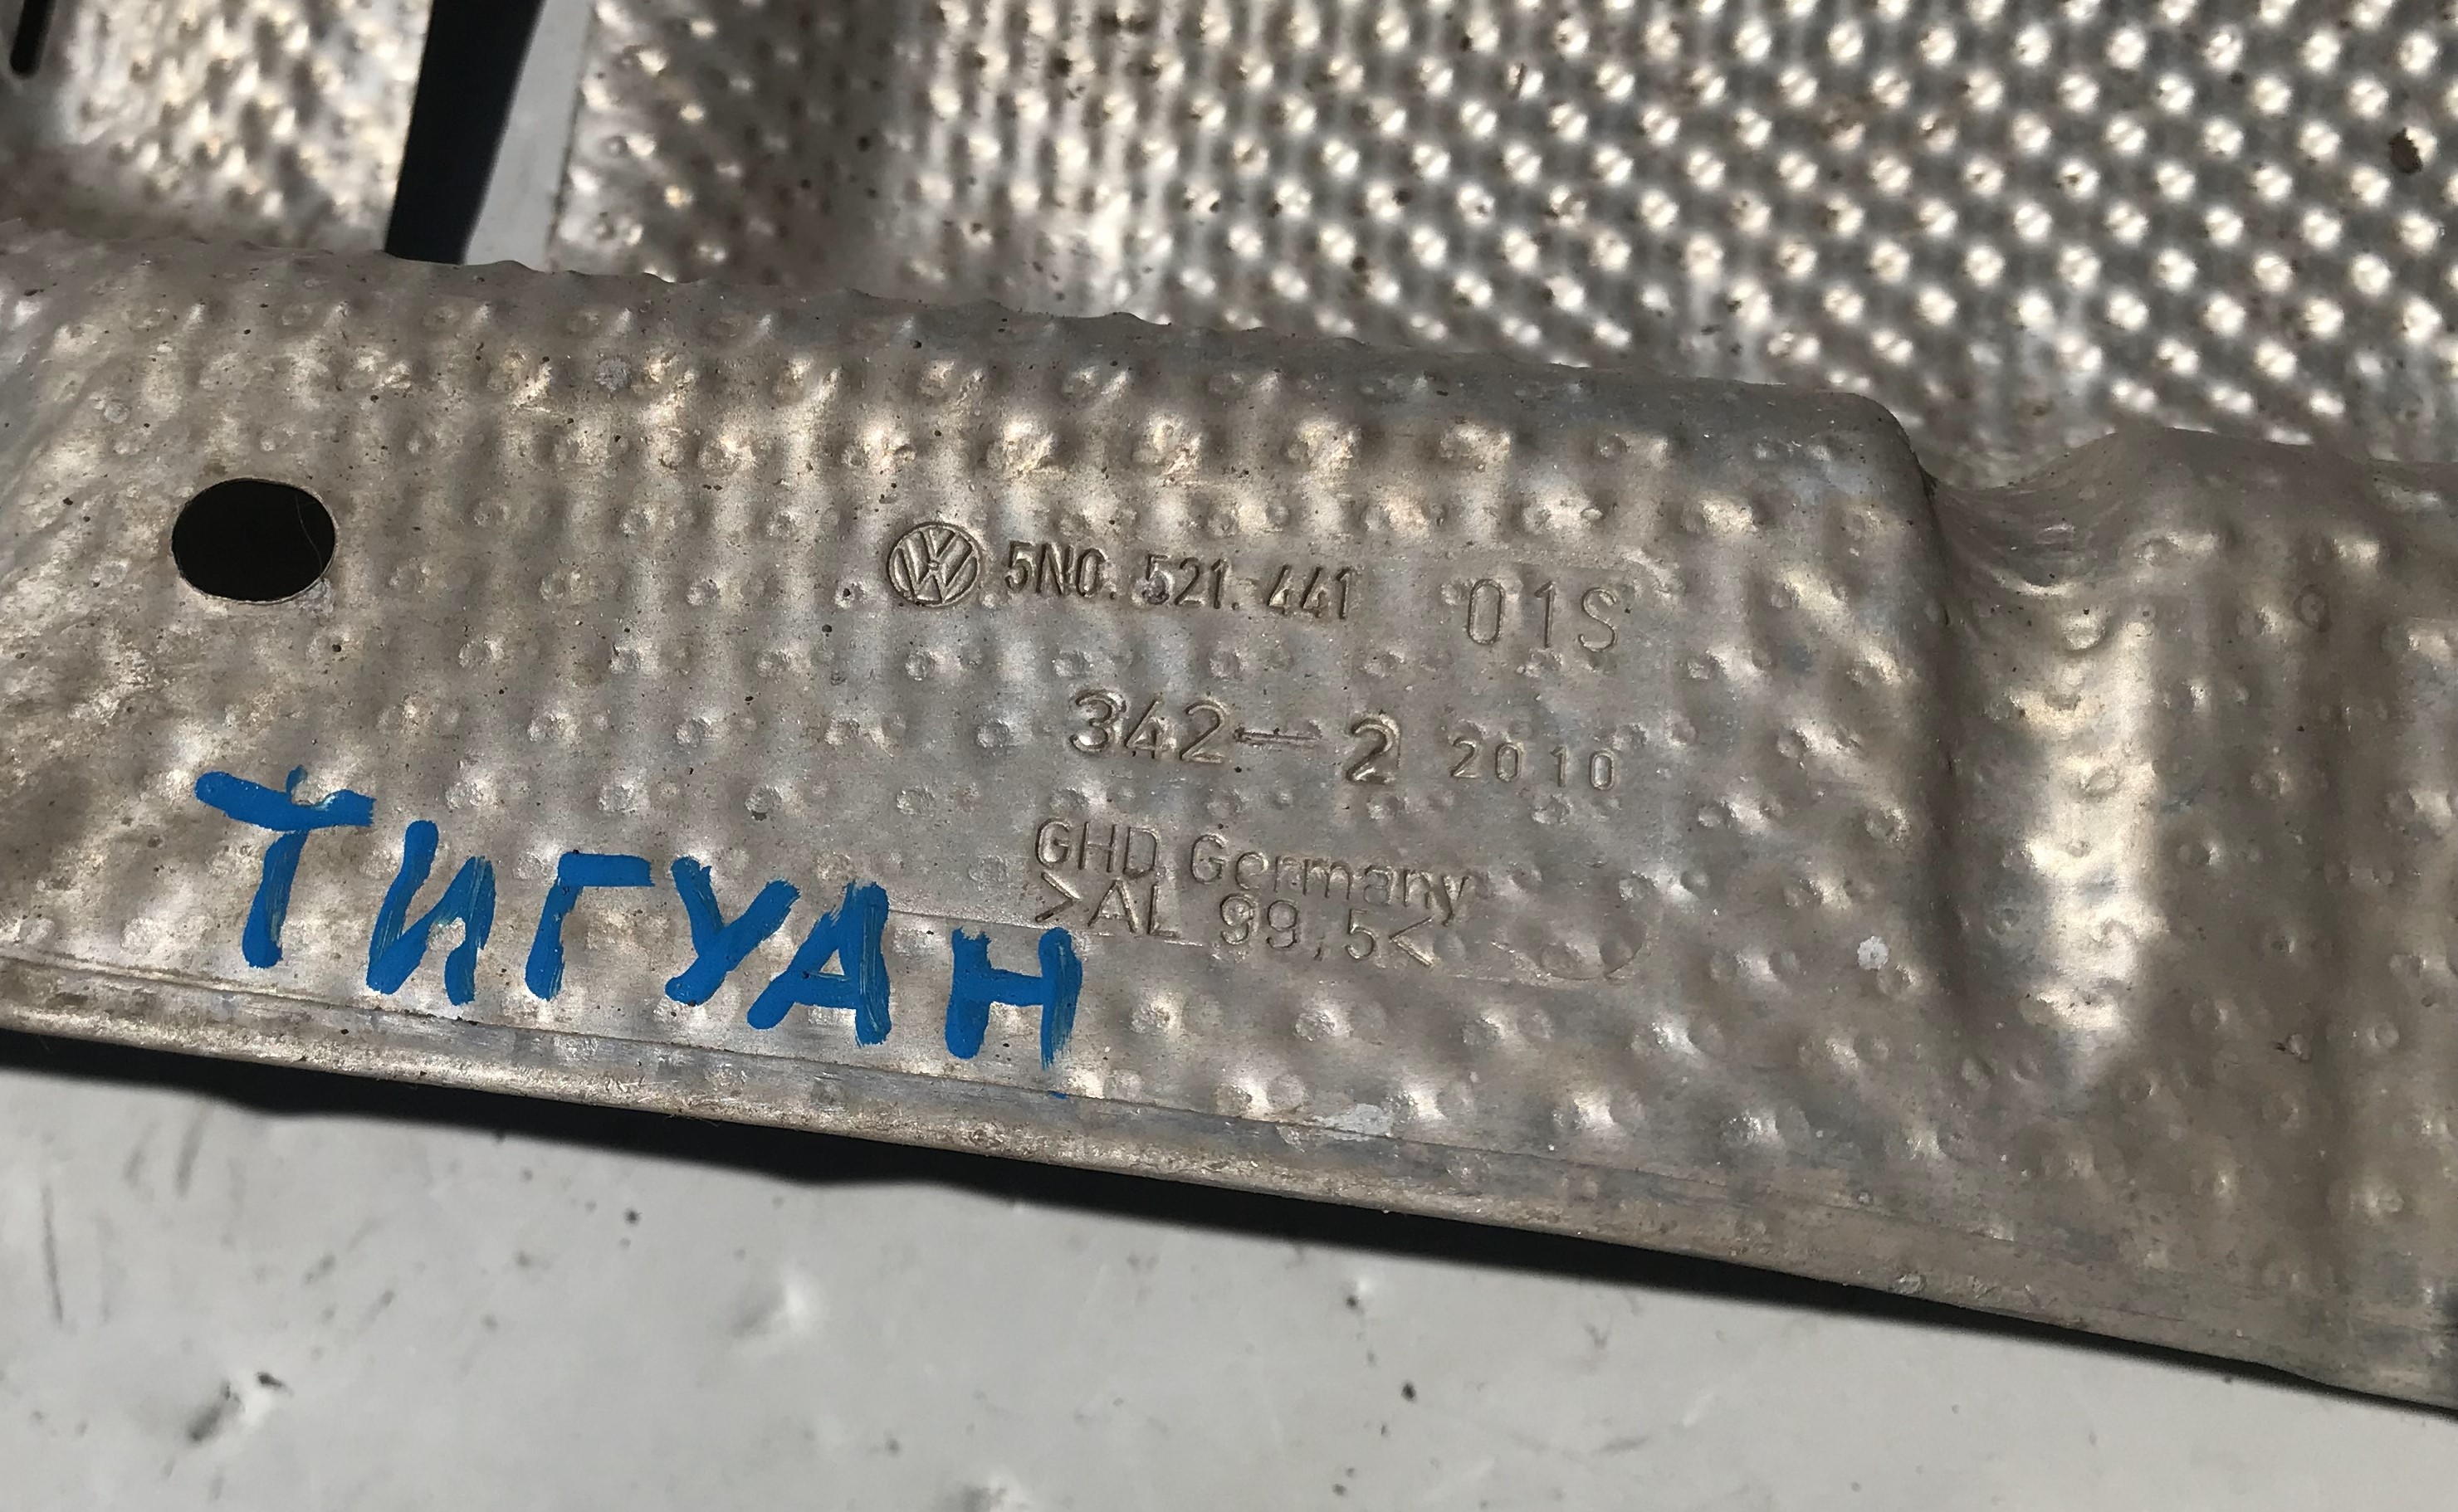 5N0. 521. 441 01S
342-2 2010
GHD Germany
>AL 99,5<
ТИГУАН